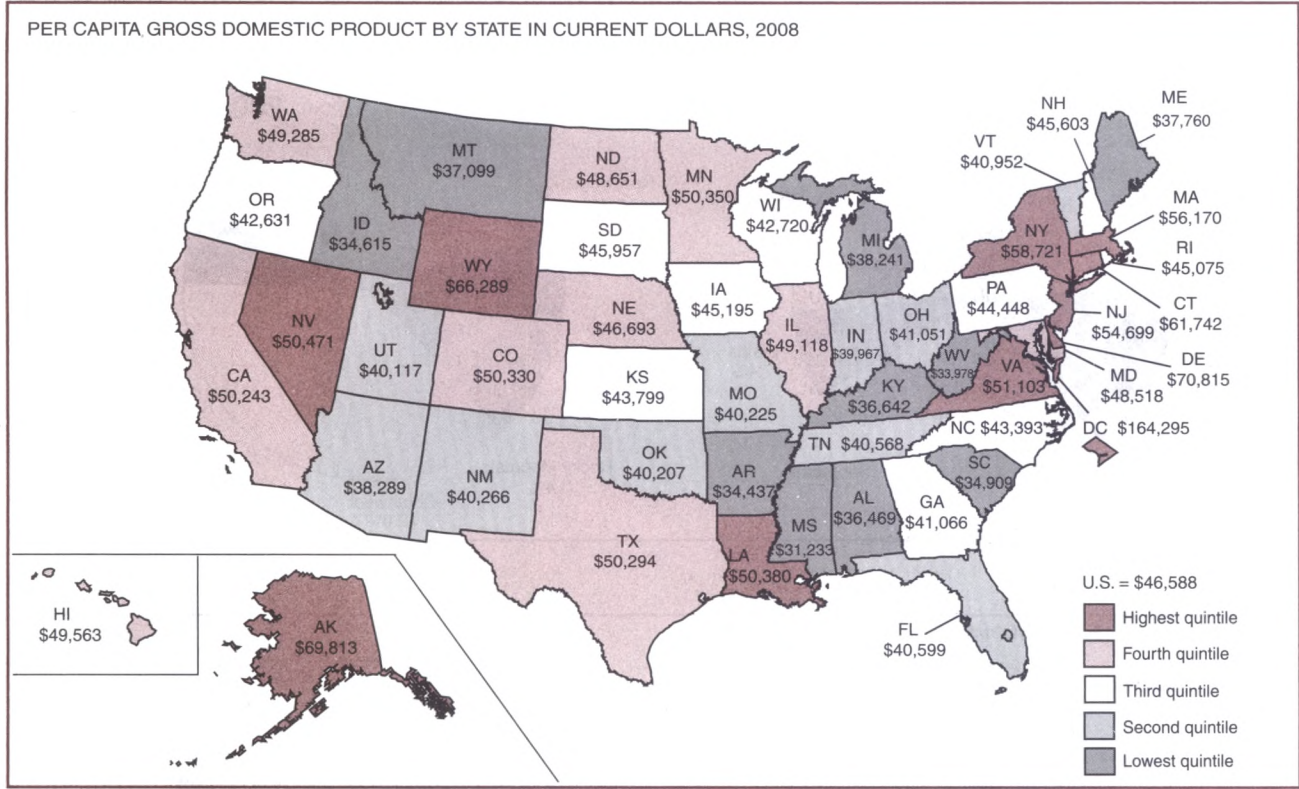 PER CAPITA GROSS DOMESTIC PRODUCT BY STATE IN CURRENT DOLLARS, 2008
WA
$49,285
OR
$42,631
CA
$50,243
NV
$50,471
ID
$34,615
MT
$37,099
WY
$66,289
UT
$40,117
AZ
$38,289
CO
$50,330
NM
$40,266
ND
$48,651
SD
$45,957
NE
$46,693
KS
$43,799
OK
$40,207
TX
$50,294
MN
$50,350
IA
$45,195
MO
$40,225
AR
$34,437
LA
$50,380
WI
$42,720
IL
$49,118
MI
$38,241
IN
$39,967
OH
$41,051
KY
$36,642
TN $40,568
MS
$31,233
AL
$36,469
GA
$41,066
FL
$40,599
SC
$34,909
NC $43,393
WV
$33,978
VA
$51,103
PA
$44,448
NY
$58,721
VT
$40,952
NH
$45,603
ME
$37,760
MA
$56,170
RI
$45,075
CT
$61,742
NJ
$54,699
DE
$70,815
MD
$48,518
DC $164,295
HI
$49,563
AK
$69,813
U.S. = $46,588
Highest quintile
Fourth quintile
Third quintile
Second quintile
Lowest quintile